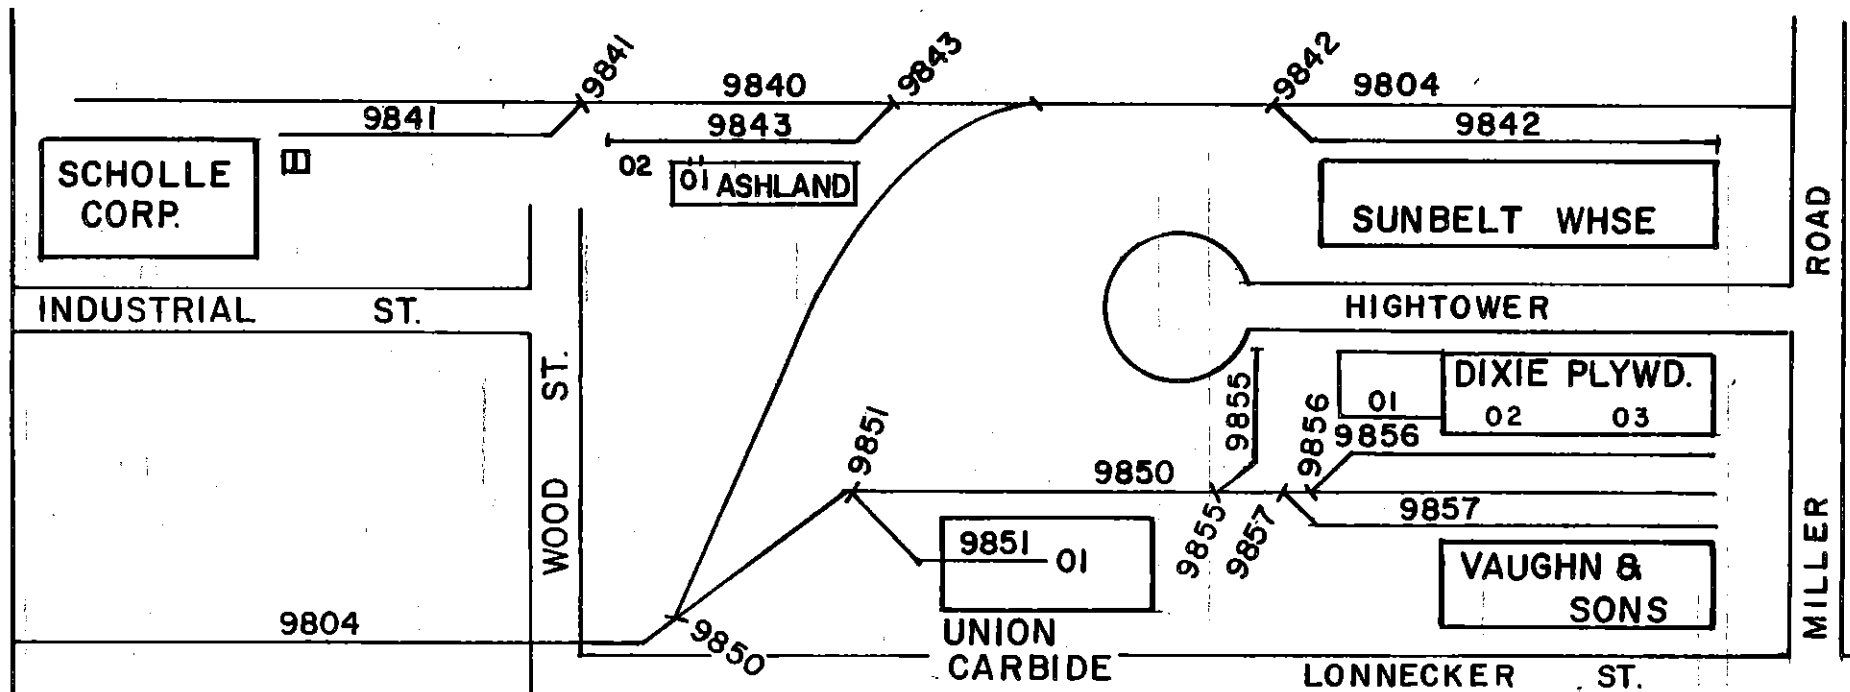 9841
9840
9843
9842
9804
9841
9843
9842
SCHOLLE
CORP.
02
01 ASHLAND
SUNBELT WHSE
ROAD
INDUSTRIAL ST.
HIGHTOWER
WOOD ST.
9855
9856
01
DIXIE PLYWD.
02 03
9851
9856
9850
9855
9857
9857
9851 01
UNION
CARBIDE
VAUGHN &
SONS
MILLER
9804
9850
LONNECKER ST.